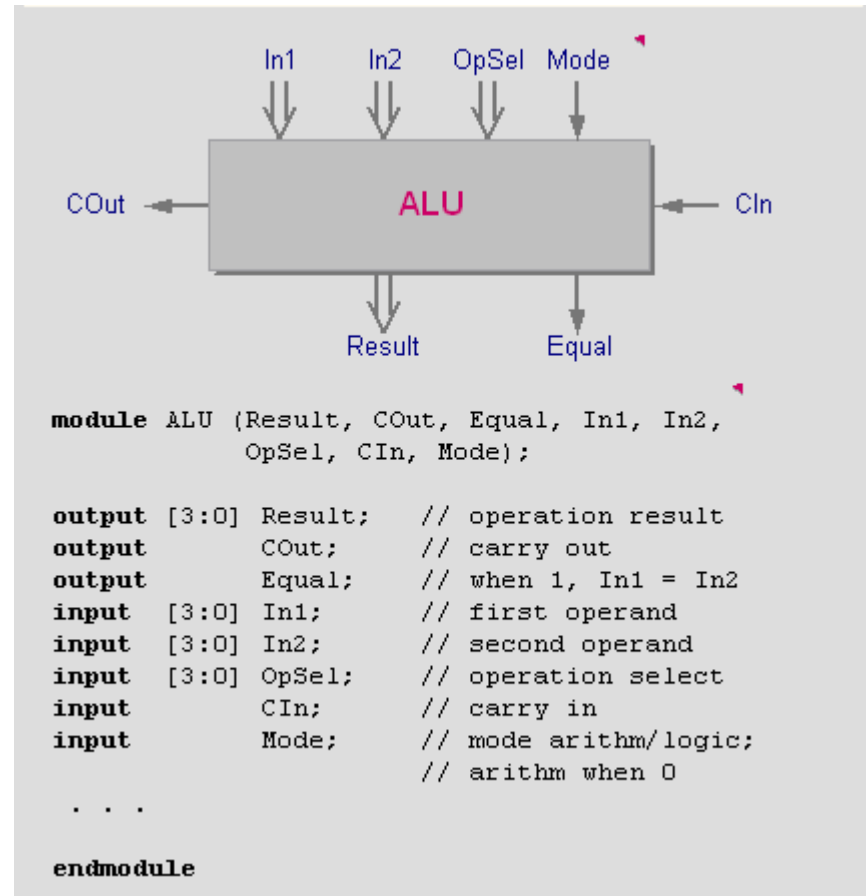 In1 In2 OpSel Mode
COut ALU CIn
Result Equal
module ALU (Result, COut, Equal, In1, In2,
OpSel, CIn, Mode);
output [3:0] Result; // operation result
output COut; // carry out
output Equal; // when 1, In1 = In2
input [3:0] In1; // first operand
input [3:0] In2; // second operand
input [3:0] OpSel; // operation select
input CIn; // carry in
input Mode; // mode arithm/logic;
// arithm when 0
. . .
endmodule